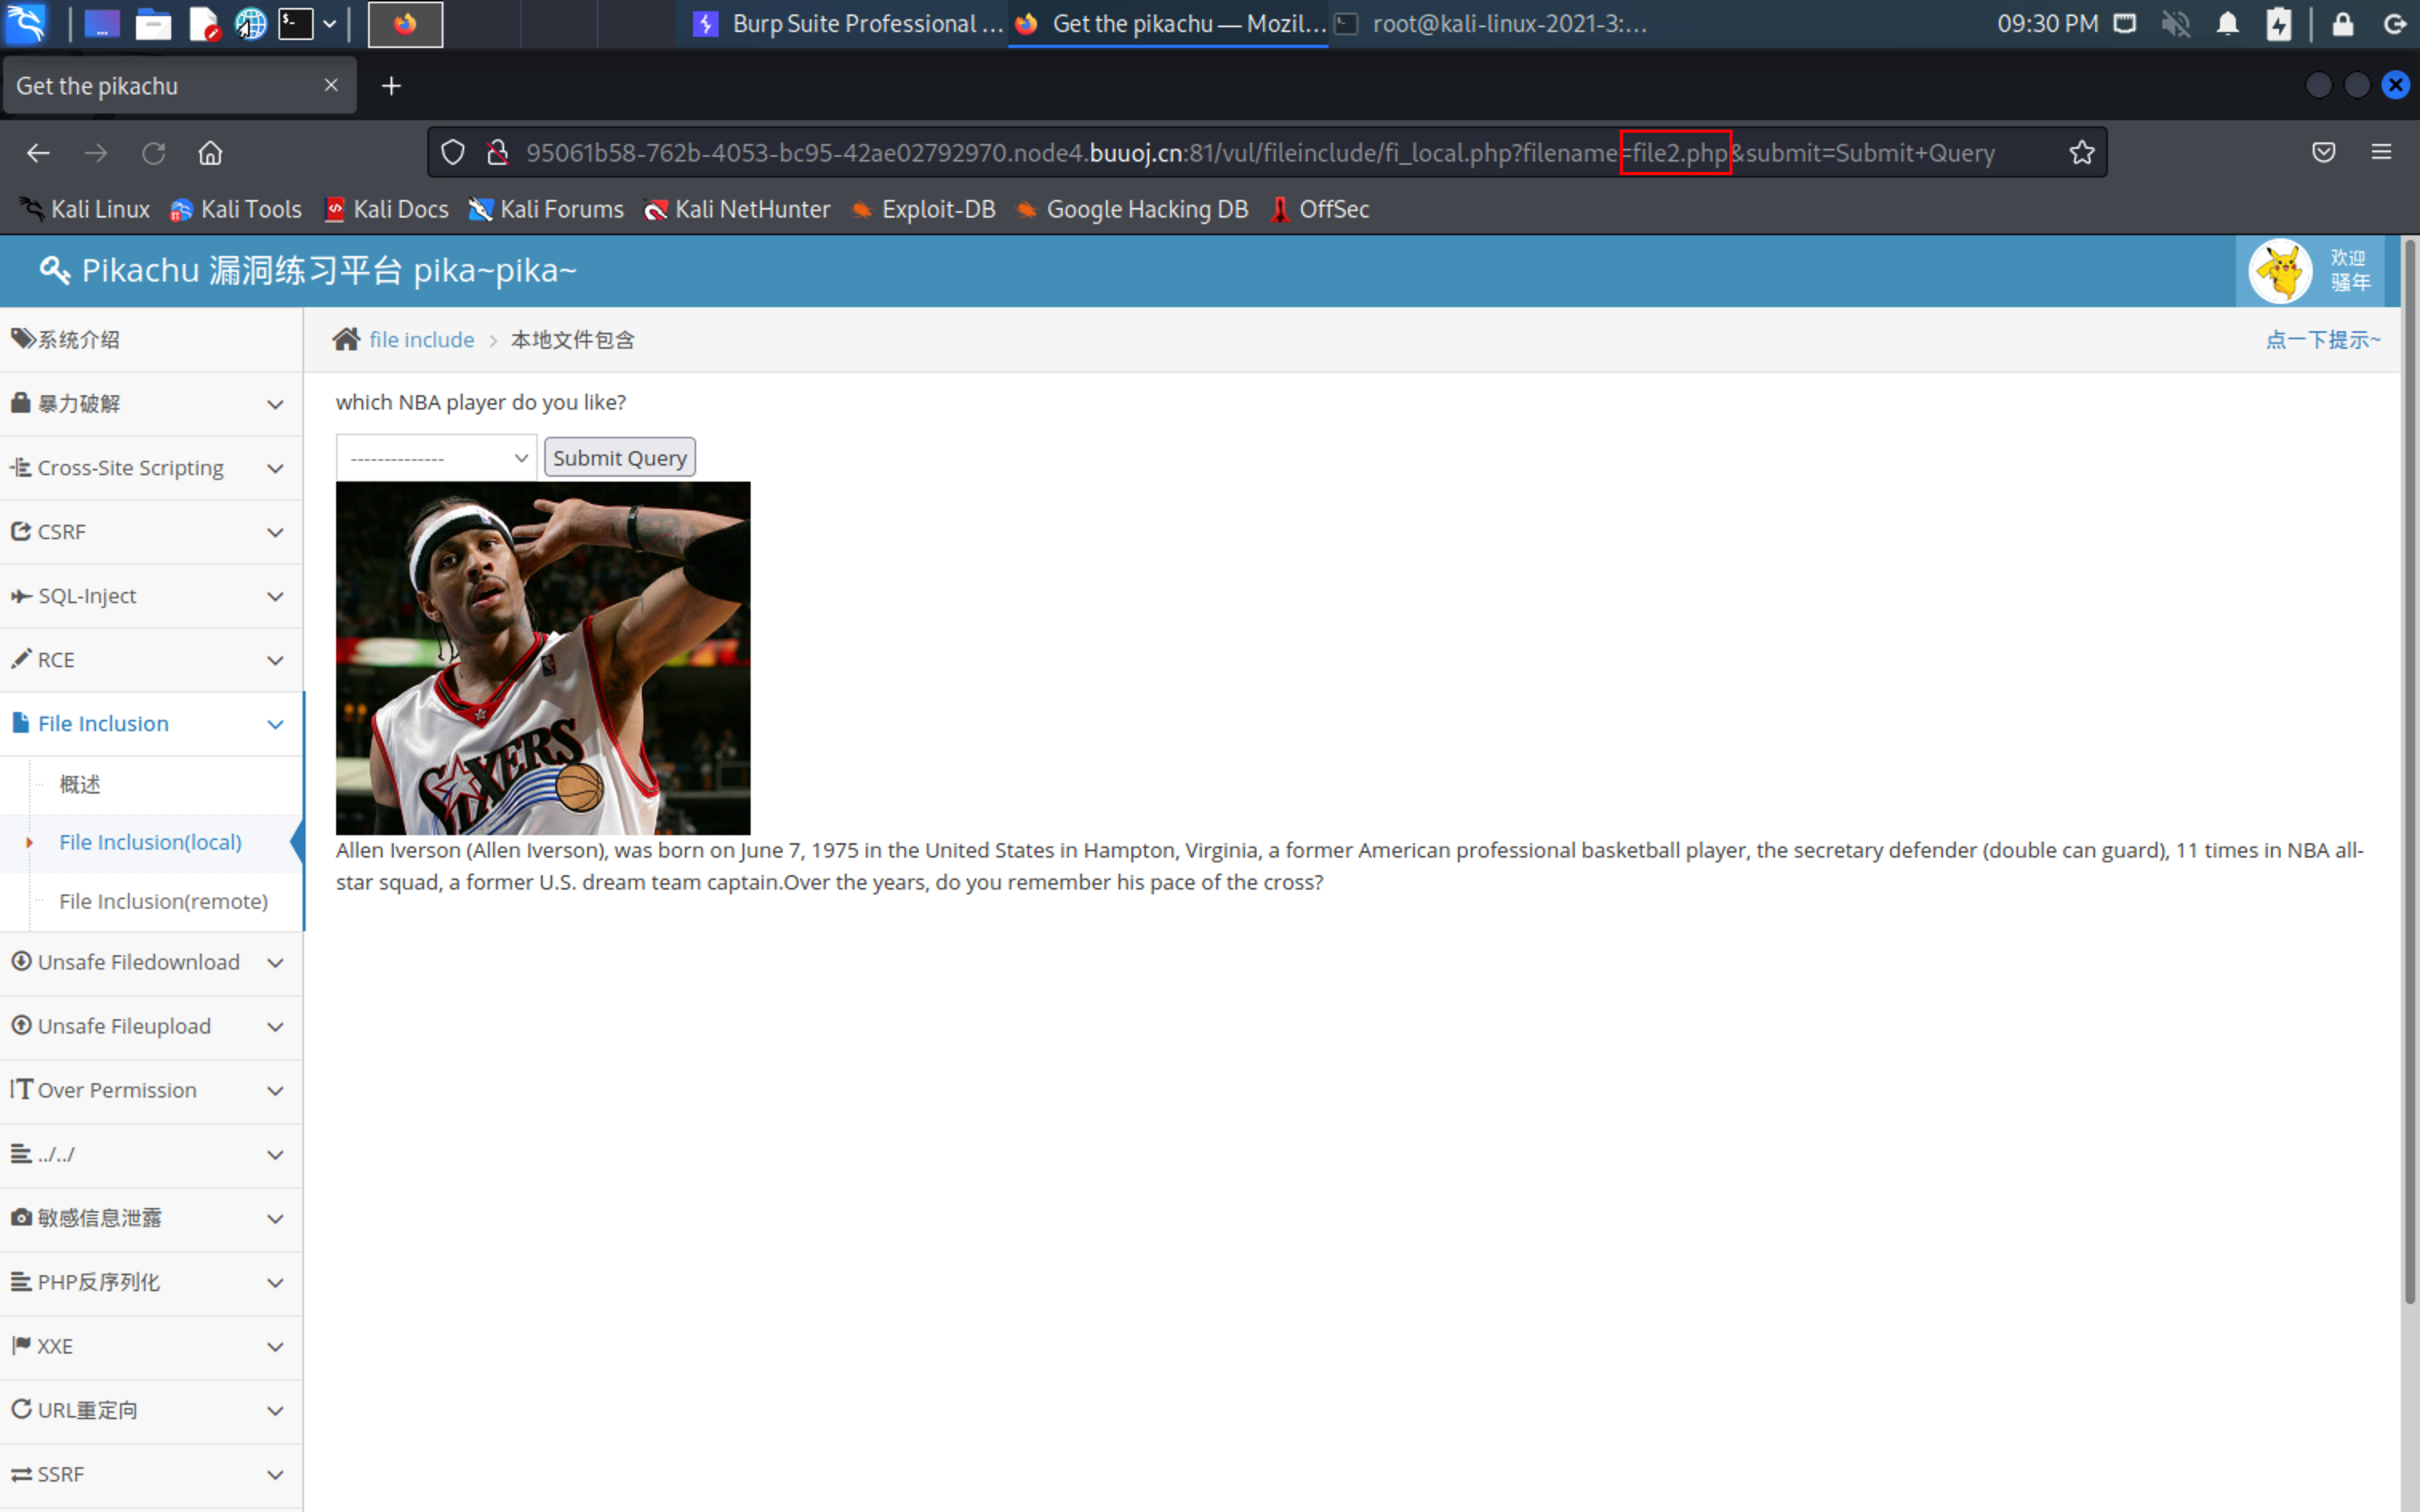 Burp Suite Professional ...
Get the pikachu — Mozil...
root@kali-linux-2021-3:...
09:30 PM
Get the pikachu
95061b58-762b-4053-bc95-42ae02792970.node4.buuoj.cn:81/vul/fileinclude/fi_local.php?filename=file2.php&submit=Submit+Query
Kali Linux Kali Tools Kali Docs Kali Forums Kali NetHunter Exploit-DB Google Hacking DB OffSec
Pikachu 漏洞练习平台 pika~pika~
欢迎
骚年
系统介绍
暴力破解
Cross-Site Scripting
CSRF
SQL-Inject
RCE
File Inclusion
概述
File Inclusion(local)
File Inclusion(remote)
Unsafe Filedownload
Unsafe Fileupload
Over Permission
../../
敏感信息泄露
PHP反序列化
XXE
URL重定向
SSRF
file include > 本地文件包含
点一下提示~
which NBA player do you like?
--------------
Submit Query
SIXERS
Allen Iverson (Allen Iverson), was born on June 7, 1975 in the United States in Hampton, Virginia, a former American professional basketball player, the secretary defender (double can guard), 11 times in NBA all-
star squad, a former U.S. dream team captain.Over the years, do you remember his pace of the cross?